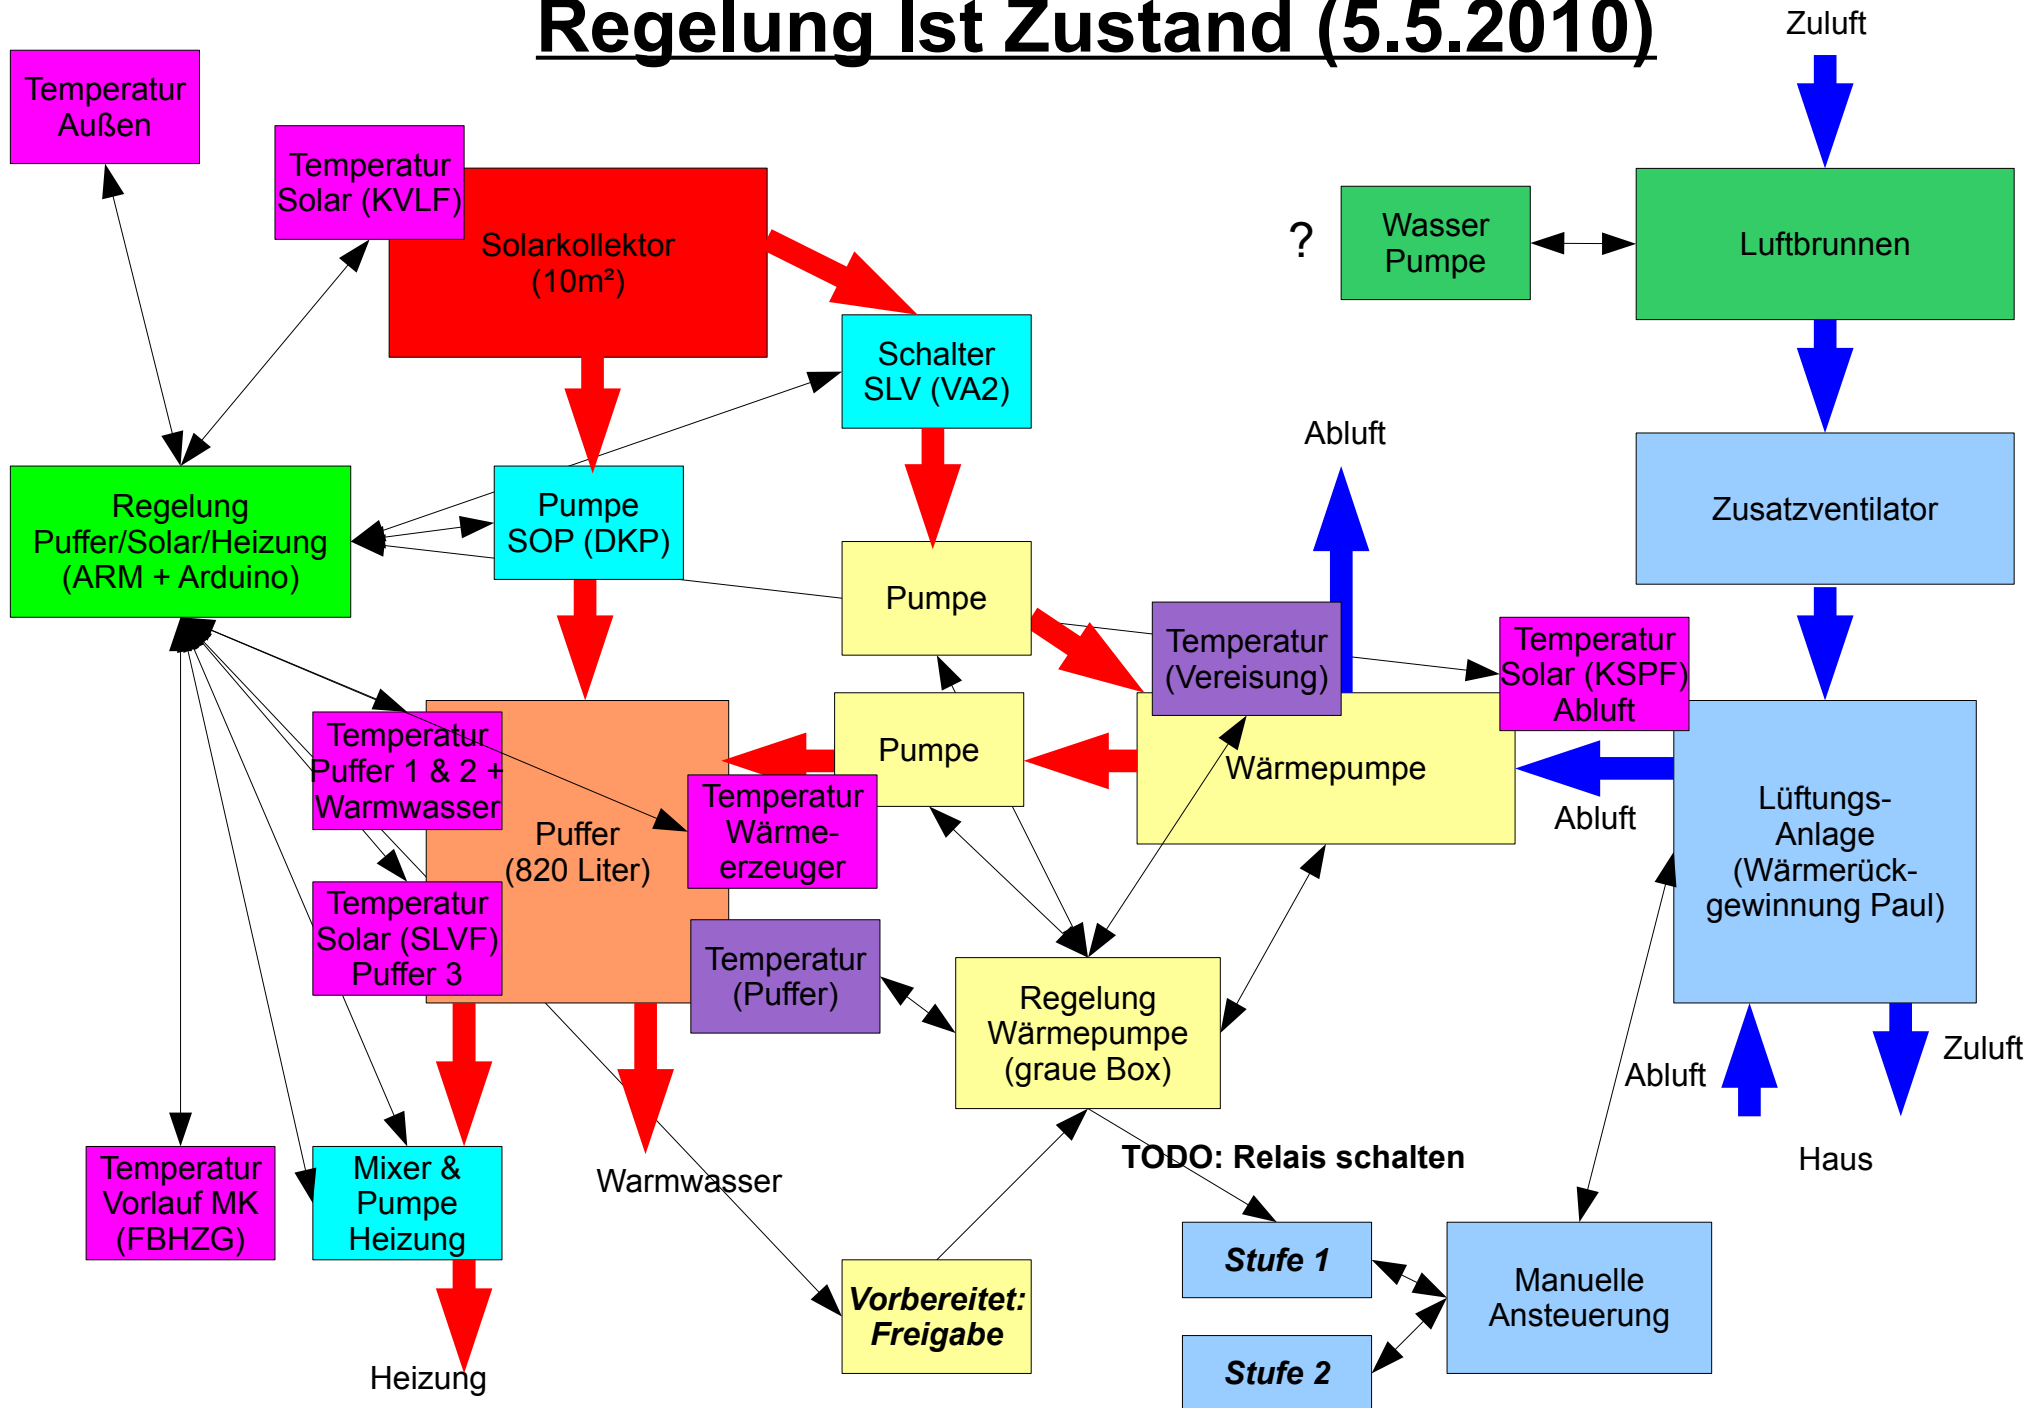 Regelung Ist Zustand (5.5.2010)
Zuluft
Temperatur
Außen
Temperatur
Solar (KVLF)
Solarkollektor
(10m²)
?
Wasser
Pumpe
Luftbrunnen
Schalter
SLV (VA2)
Abluft
Regelung
Puffer/Solar/Heizung
(ARM + Arduino)
Pumpe
SOP (DKP)
Zusatzventilator
Pumpe
Temperatur
(Vereisung)
Temperatur
Solar (KSPF)
Abluft
Temperatur
Puffer 1 & 2 +
Warmwasser
Pumpe
Wärmepumpe
Abluft
Temperatur
Wärme-
erzeuger
Puffer
(820 Liter)
Lüftungs-
Anlage
(Wärmerück-
gewinnung Paul)
Temperatur
Solar (SLVF)
Puffer 3
Temperatur
(Puffer)
Regelung
Wärmepumpe
(graue Box)
Abluft
Zuluft
Haus
Temperatur
Vorlauf MK
(FBHZG)
Mixer &
Pumpe
Heizung
Warmwasser
TODO: Relais schalten
Vorbereitet:
Freigabe
Stufe 1
Stufe 2
Manuelle
Ansteuerung
Heizung